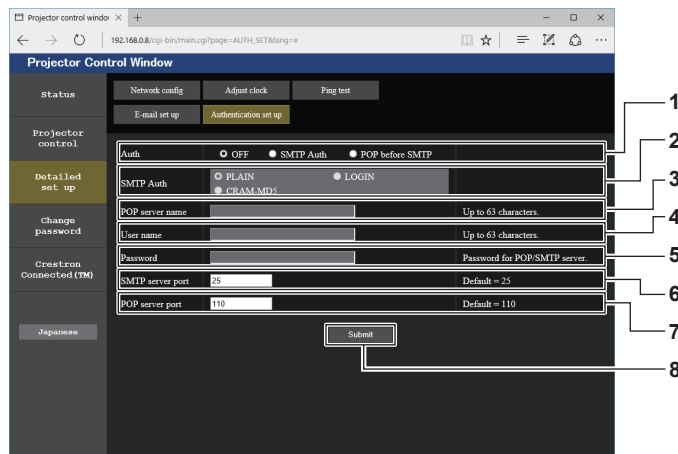 Projector control windov
192.168.0.8/cgi-bin/main.cgi?page=AUTH_SET&lang=e
Projector Control Window
Status
Network config
Adjust clock
Ping test
E-mail set up
Authentication set up
Projector
control
Detailed
set up
Change
password
Crestron
Connected(TM)
Japanese
Auth
OFF
SMTP Auth
POP before SMTP
1
SMTP Auth
PLAIN
LOGIN
CRAM-MD5
2
POP server name
Up to 63 characters.
3
User name
Up to 63 characters.
4
Password
Password for POP/SMTP server.
5
SMTP server port
25
Default = 25
6
POP server port
110
Default = 110
7
Submit
8